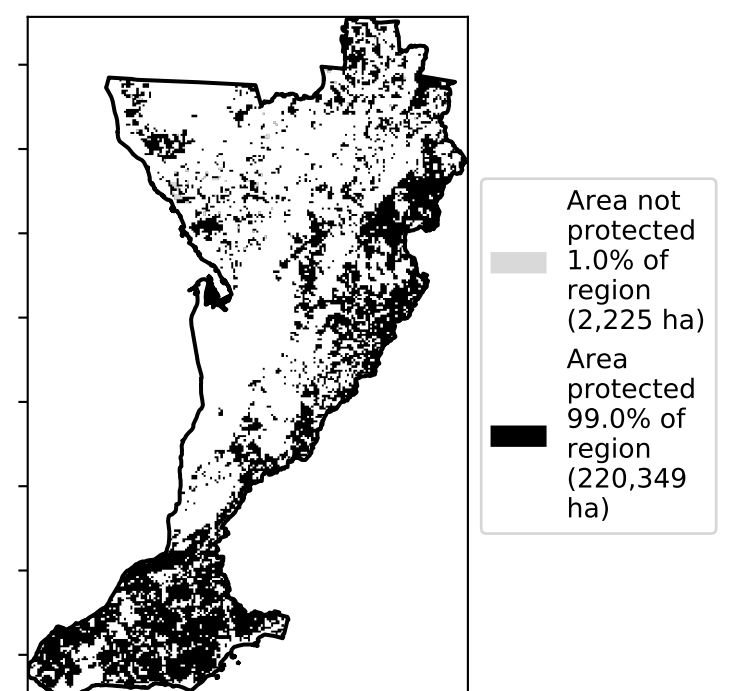 Area not
protected
1.0% of
region
(2,225 ha)
Area
protected
99.0% of
region
(220,349
ha)